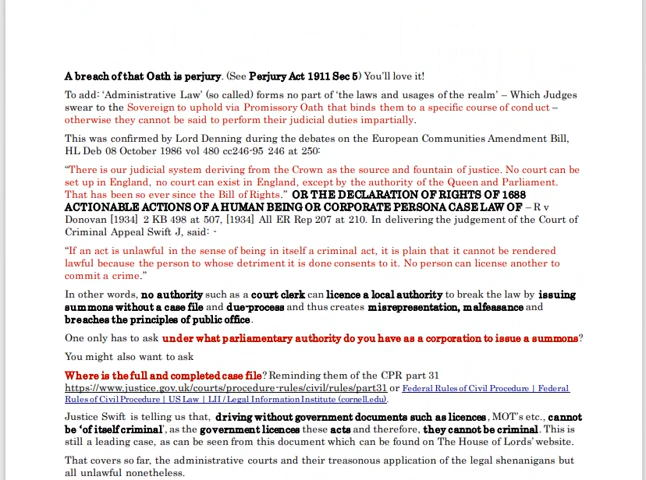 A breach of that Oath is perjury. (See Perjury Act 1911 Sec 5) You'll love it!
To add: 'Administrative Law' (so called) forms no part of 'the laws and usages of the realm' – Which Judges
swear to the Sovereign to uphold via Promissory Oath that binds them to a specific course of conduct –
otherwise they cannot be said to perform their judicial duties impartially.
This was confirmed by Lord Denning during the debates on the European Communities Amendment Bill,
HL Deb 08 October 1986 vol 480 cc246-95 246 at 250:
"There is our judicial system deriving from the Crown as the source and fountain of justice. No court can be
set up in England, no court can exist in England, except by the authority of the Queen and Parliament.
That has been so ever since the Bill of Rights." OR THE DECLARATION OF RIGHTS OF 1688
ACTIONABLE ACTIONS OF A HUMAN BEING OR CORPORATE PERSONA CASE LAW OF – R v
Donovan [1934] 2 KB 498 at 507, [1934] All ER Rep 207 at 210. In delivering the judgement of the Court of
Criminal Appeal Swift J, said: -
"If an act is unlawful in the sense of being in itself a criminal act, it is plain that it cannot be rendered
lawful because the person to whose detriment it is done consents to it. No person can license another to
commit a crime."
In other words, no authority such as a court clerk can licence a local authority to break the law by issuing
summons without a case file and due-process and thus creates misrepresentation, malfeasance and
breaches the principles of public office.
One only has to ask under what parliamentary authority do you have as a corporation to issue a summons?
You might also want to ask
Where is the full and completed case file? Reminding them of the CPR part 31
https://www.justice.gov.uk/courts/procedure-rules/civil/rules/part31 or Federal Rules of Civil Procedure | Federal
Rules of Civil Procedure | US Law | LII / Legal Information Institute (cornell.edu).
Justice Swift is telling us that, driving without government documents such as licences, MOT's etc., cannot
be 'of itself criminal', as the government licences these acts and therefore, they cannot be criminal. This is
still a leading case, as can be seen from this document which can be found on The House of Lords' website.
That covers so far, the administrative courts and their treasonous application of the legal shenanigans but
all unlawful nonetheless.